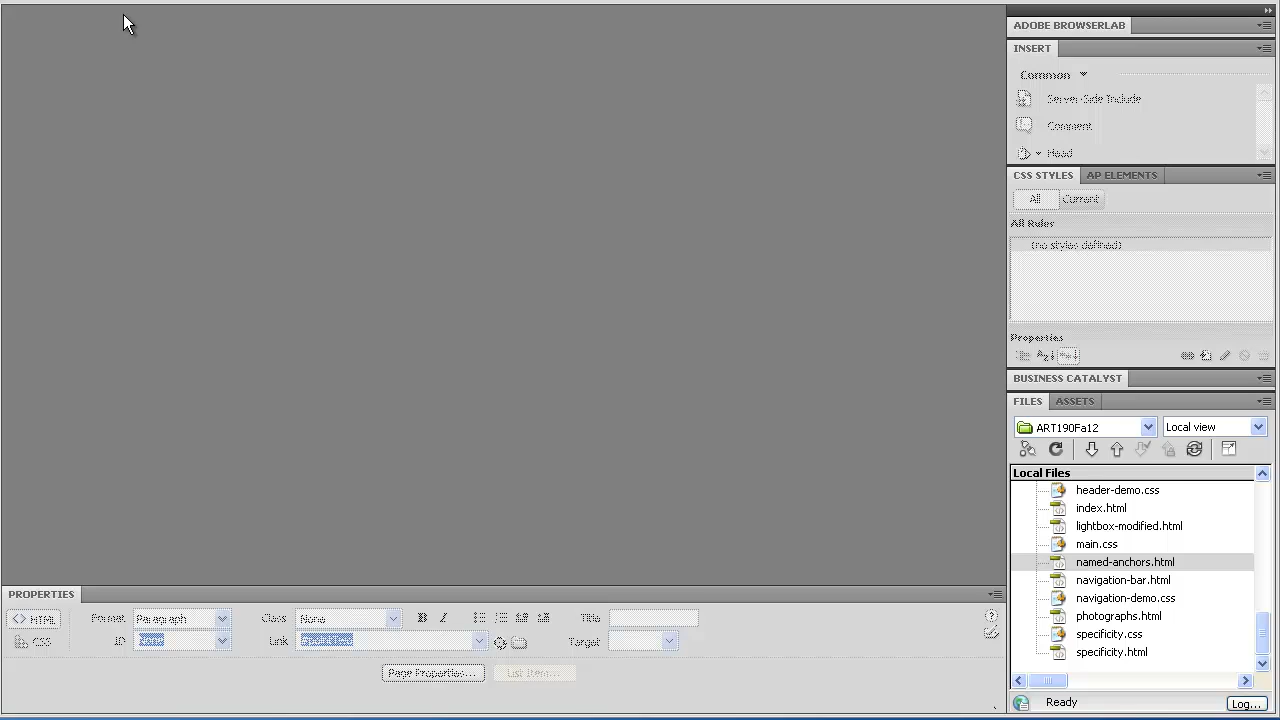 ADOBE BROWSERLAB
INSERT
Common
Server-Side Include
Comment
Head
CSS STYLES AP ELEMENTS
All Current
All Rules
(no styles defined)
Properties
BUSINESS CATALYST
FILES ASSETS
ART190Fa12 Local view
Local Files
header-demo.css
index.html
lightbox-modified.html
main.css
named-anchors.html
navigation-bar.html
navigation-demo.css
photographs.html
specificity.css
specificity.html
Ready Log...
PROPERTIES
<> HTML Format Paragraph Class None B I Title
CSS ID Link Target
Page Properties... List Item...